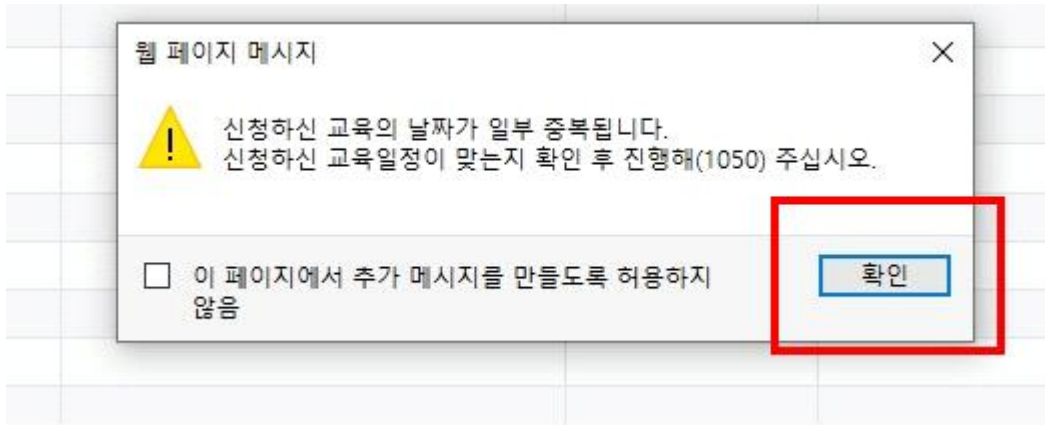 웹 페이지 메시지
신청하신 교육의 날짜가 일부 중복됩니다.
신청하신 교육일정이 맞는지 확인 후 진행해(1050) 주십시오.
이 페이지에서 추가 메시지를 만들도록 허용하지
않음
확인